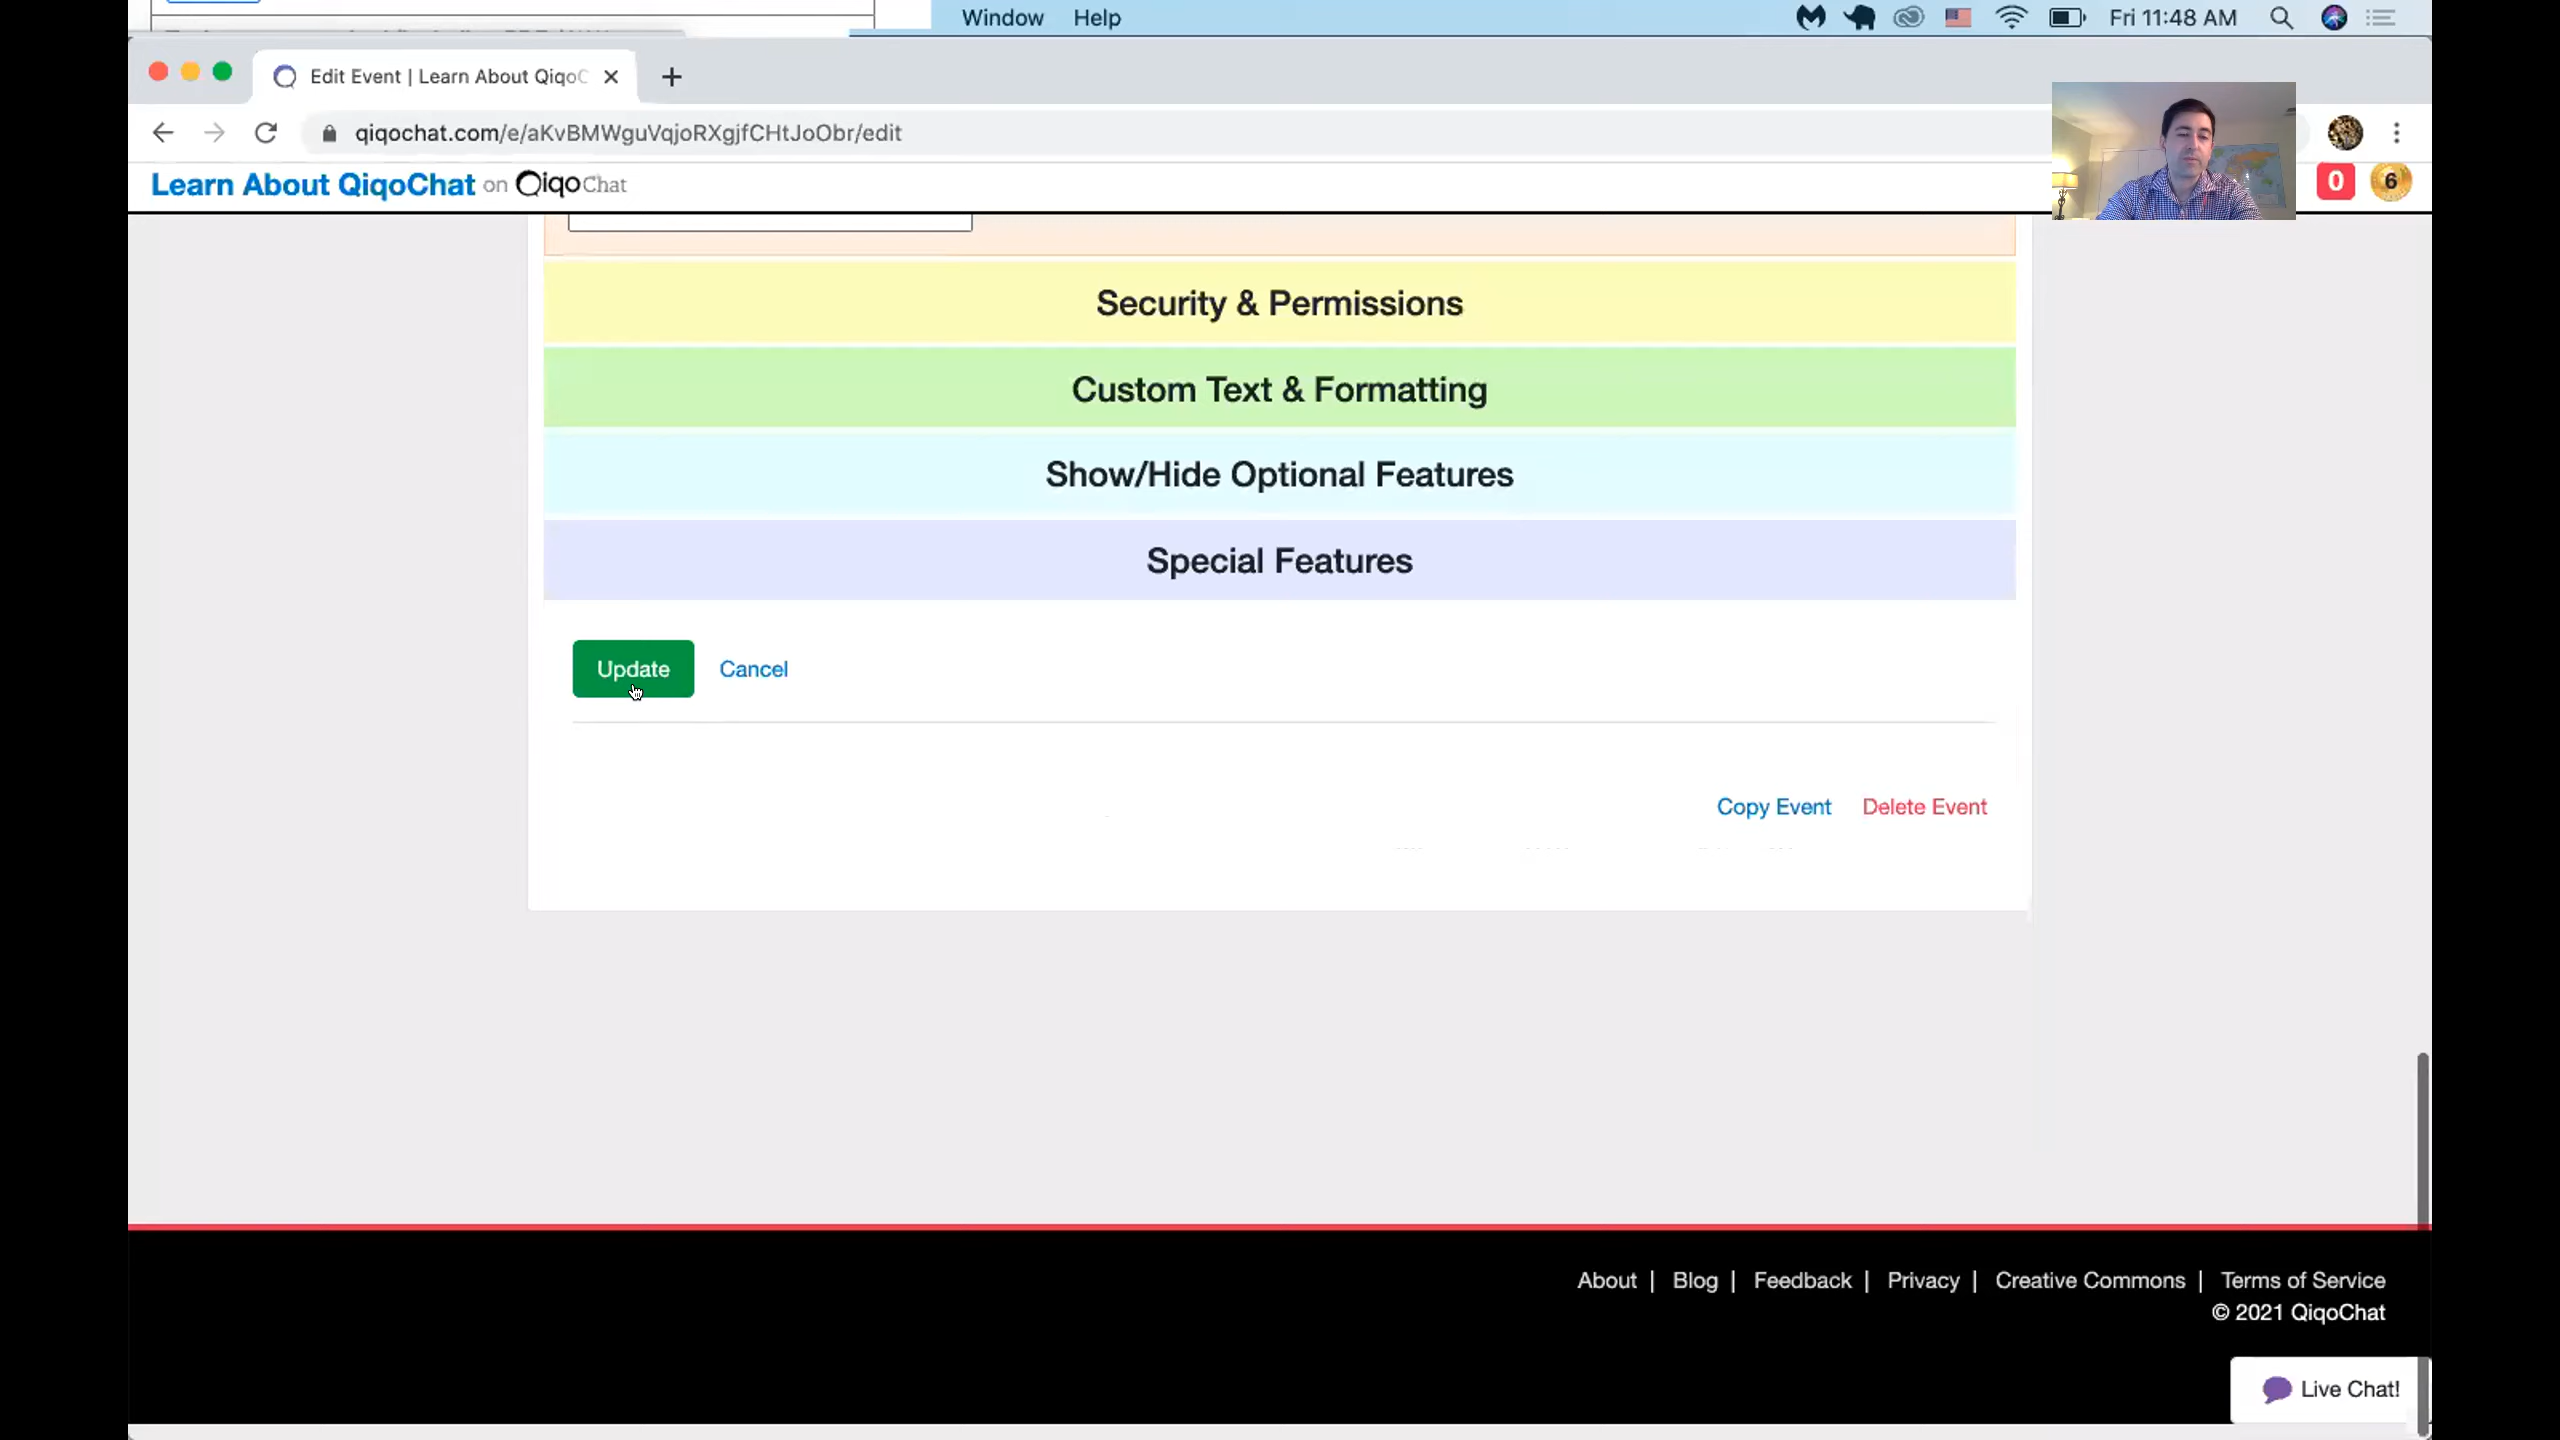 Window Help
Fri 11:48 AM
Edit Event | Learn About QiqoC
qiqochat.com/e/aKvBMWguVqjoRXgjfCHtJoObr/edit
Learn About QiqoChat on QiqoChat
0
6
Security & Permissions
Custom Text & Formatting
Show/Hide Optional Features
Special Features
Update Cancel
Copy Event Delete Event
About | Blog | Feedback | Privacy | Creative Commons | Terms of Service
© 2021 QiqoChat
Live Chat!